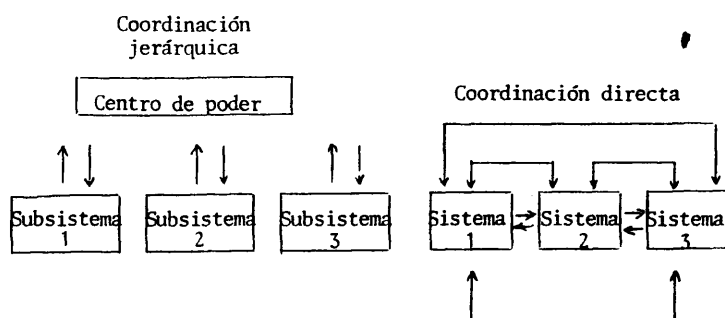 Coordinación
jerárquica
Centro de poder
Subsistema
1
Subsistema
2
Subsistema
3
Coordinación directa
Sistema
1
Sistema
2
Sistema
3